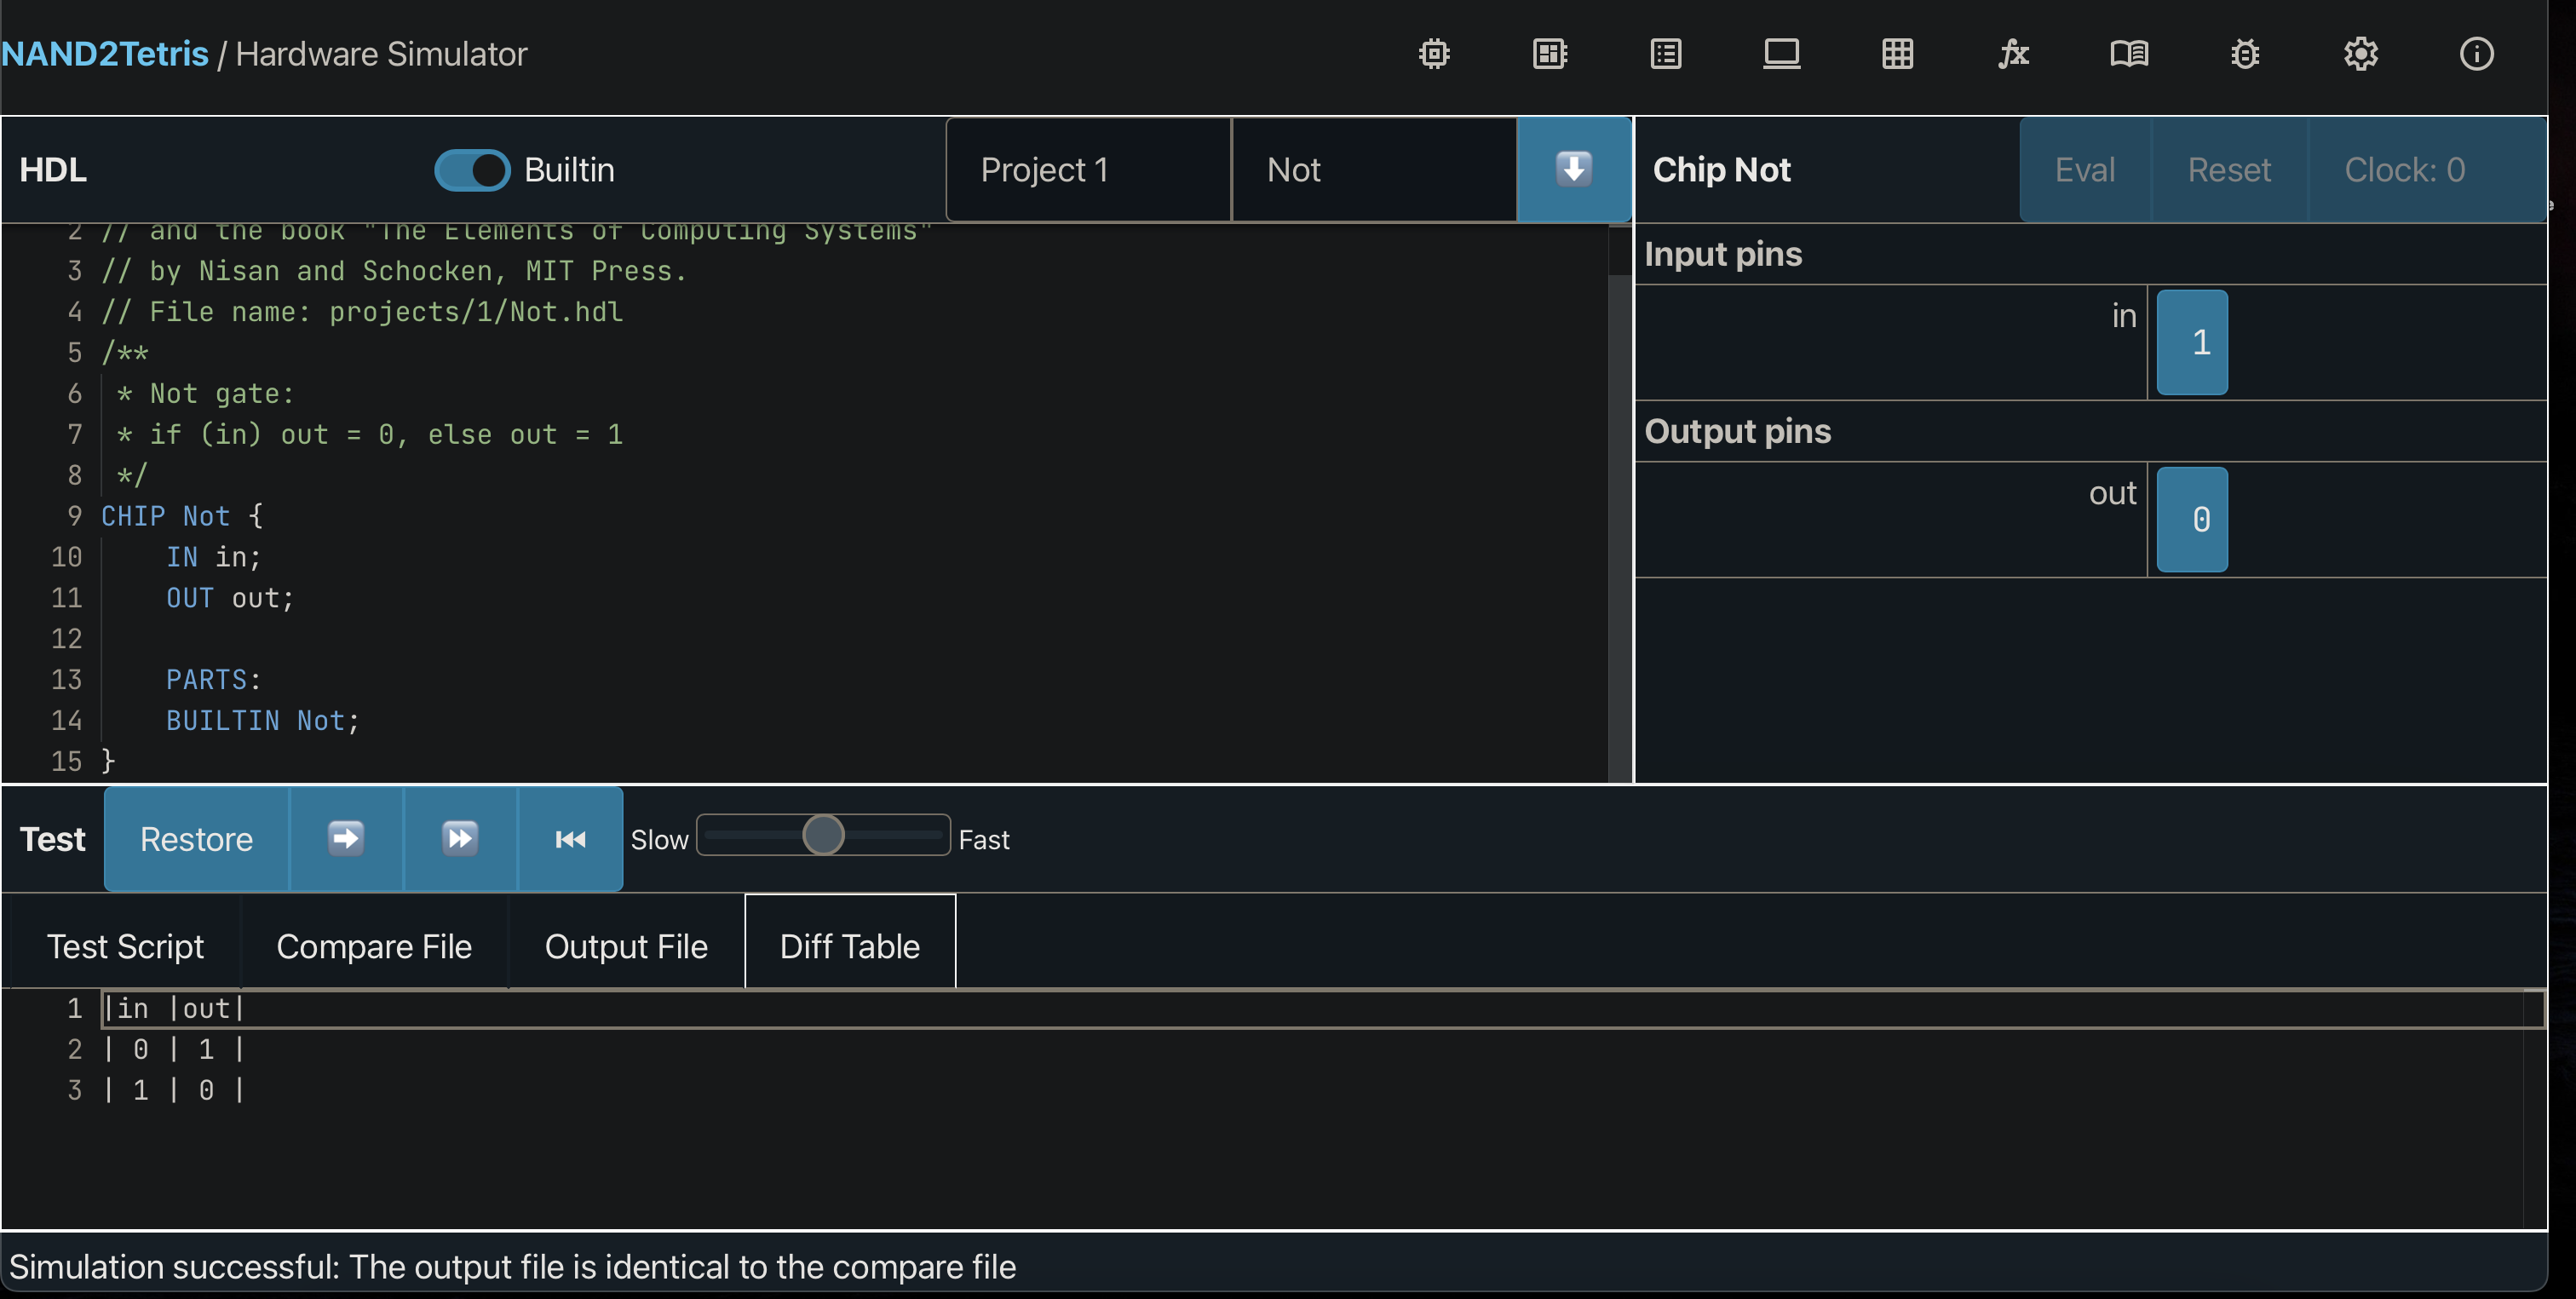 NAND2Tetris / Hardware Simulator
HDL
Builtin
Project 1
Not
2 // and the book "The Elements of Computing Systems"
3 // by Nisan and Schocken, MIT Press.
4 // File name: projects/1/Not.hdl
5 /**
6  * Not gate:
7  * if (in) out = 0, else out = 1
8  */
9 CHIP Not {
10     IN in;
11     OUT out;
12
13     PARTS:
14     BUILTIN Not;
15 }
Chip Not
Eval
Reset
Clock: 0
Input pins
in
1
Output pins
out
0
Test
Restore
Slow
Fast
Test Script
Compare File
Output File
Diff Table
1 |in |out|
2 | 0 | 1 |
3 | 1 | 0 |
Simulation successful: The output file is identical to the compare file